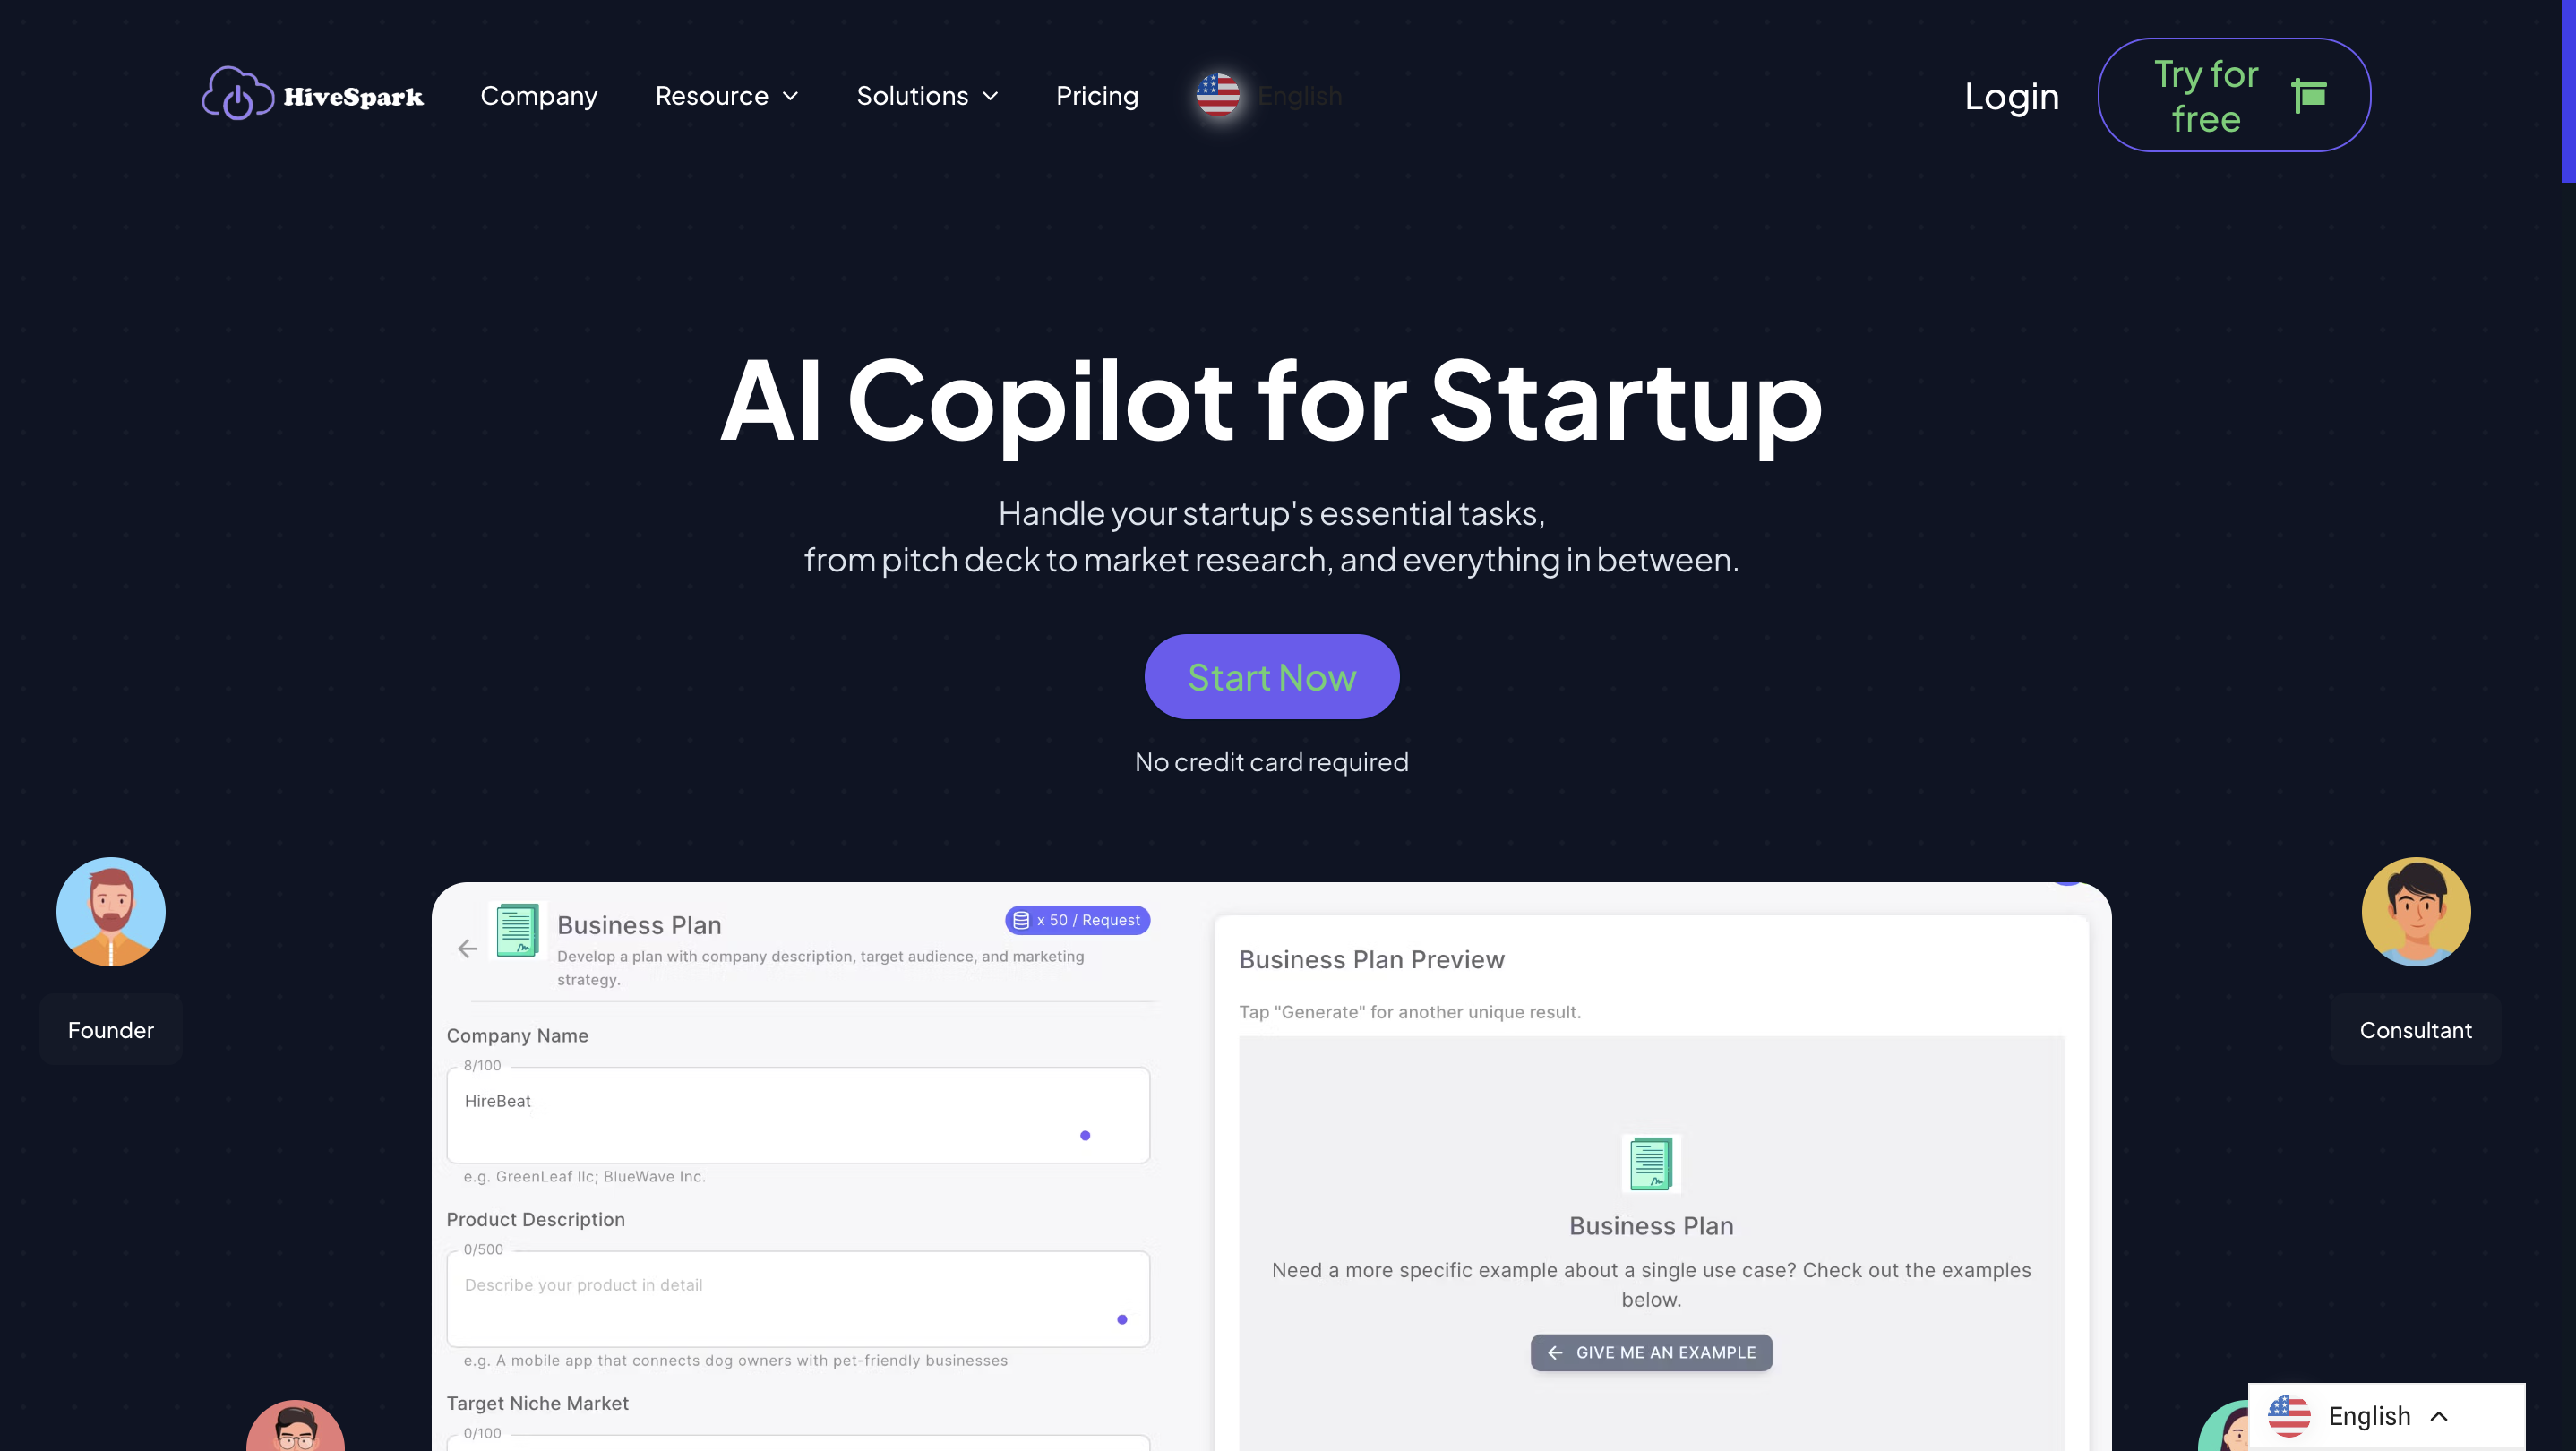 HiveSpark
Company
Resource
Solutions
Pricing
English
Login
Try for
free
AI Copilot for Startup
Handle your startup's essential tasks,
from pitch deck to market research, and everything in between.
Start Now
No credit card required
Founder
Consultant
Business Plan
x 50 / Request
Develop a plan with company description, target audience, and marketing
strategy.
Company Name
8/100
HireBeat
e.g. GreenLeaf llc; BlueWave Inc.
Product Description
0/500
Describe your product in detail
e.g. A mobile app that connects dog owners with pet-friendly businesses
Target Niche Market
0/100
Business Plan Preview
Tap "Generate" for another unique result.
Business Plan
Need a more specific example about a single use case? Check out the examples
below.
GIVE ME AN EXAMPLE
English